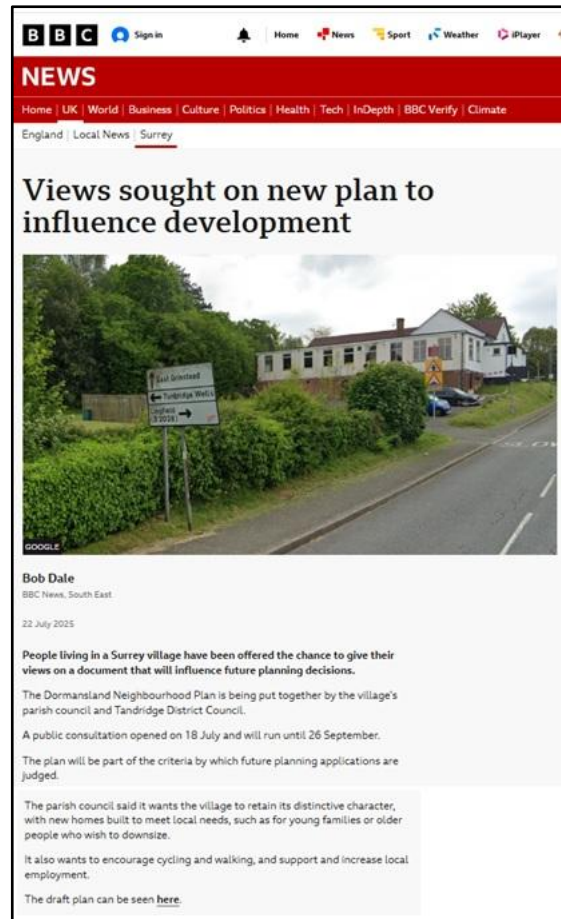 BBC Sign in Home News Sport Weather iPlayer
NEWS
Home | UK | World | Business | Culture | Politics | Health | Tech | InDepth | BBC Verify | Climate
England | Local News | Surrey
Views sought on new plan to
influence development
East Grinstead
Tunbridge Wells
Lingfield
(B2028)
SLOW
GOOGLE
Bob Dale
BBC News, South East
22 July 2025
People living in a Surrey village have been offered the chance to give their
views on a document that will influence future planning decisions.
The Dormansland Neighbourhood Plan is being put together by the village's
parish council and Tandridge District Council.
A public consultation opened on 18 July and will run until 26 September.
The plan will be part of the criteria by which future planning applications are
judged.
The parish council said it wants the village to retain its distinctive character,
with new homes built to meet local needs, such as for young families or older
people who wish to downsize.
It also wants to encourage cycling and walking, and support and increase local
employment.
The draft plan can be seen here.